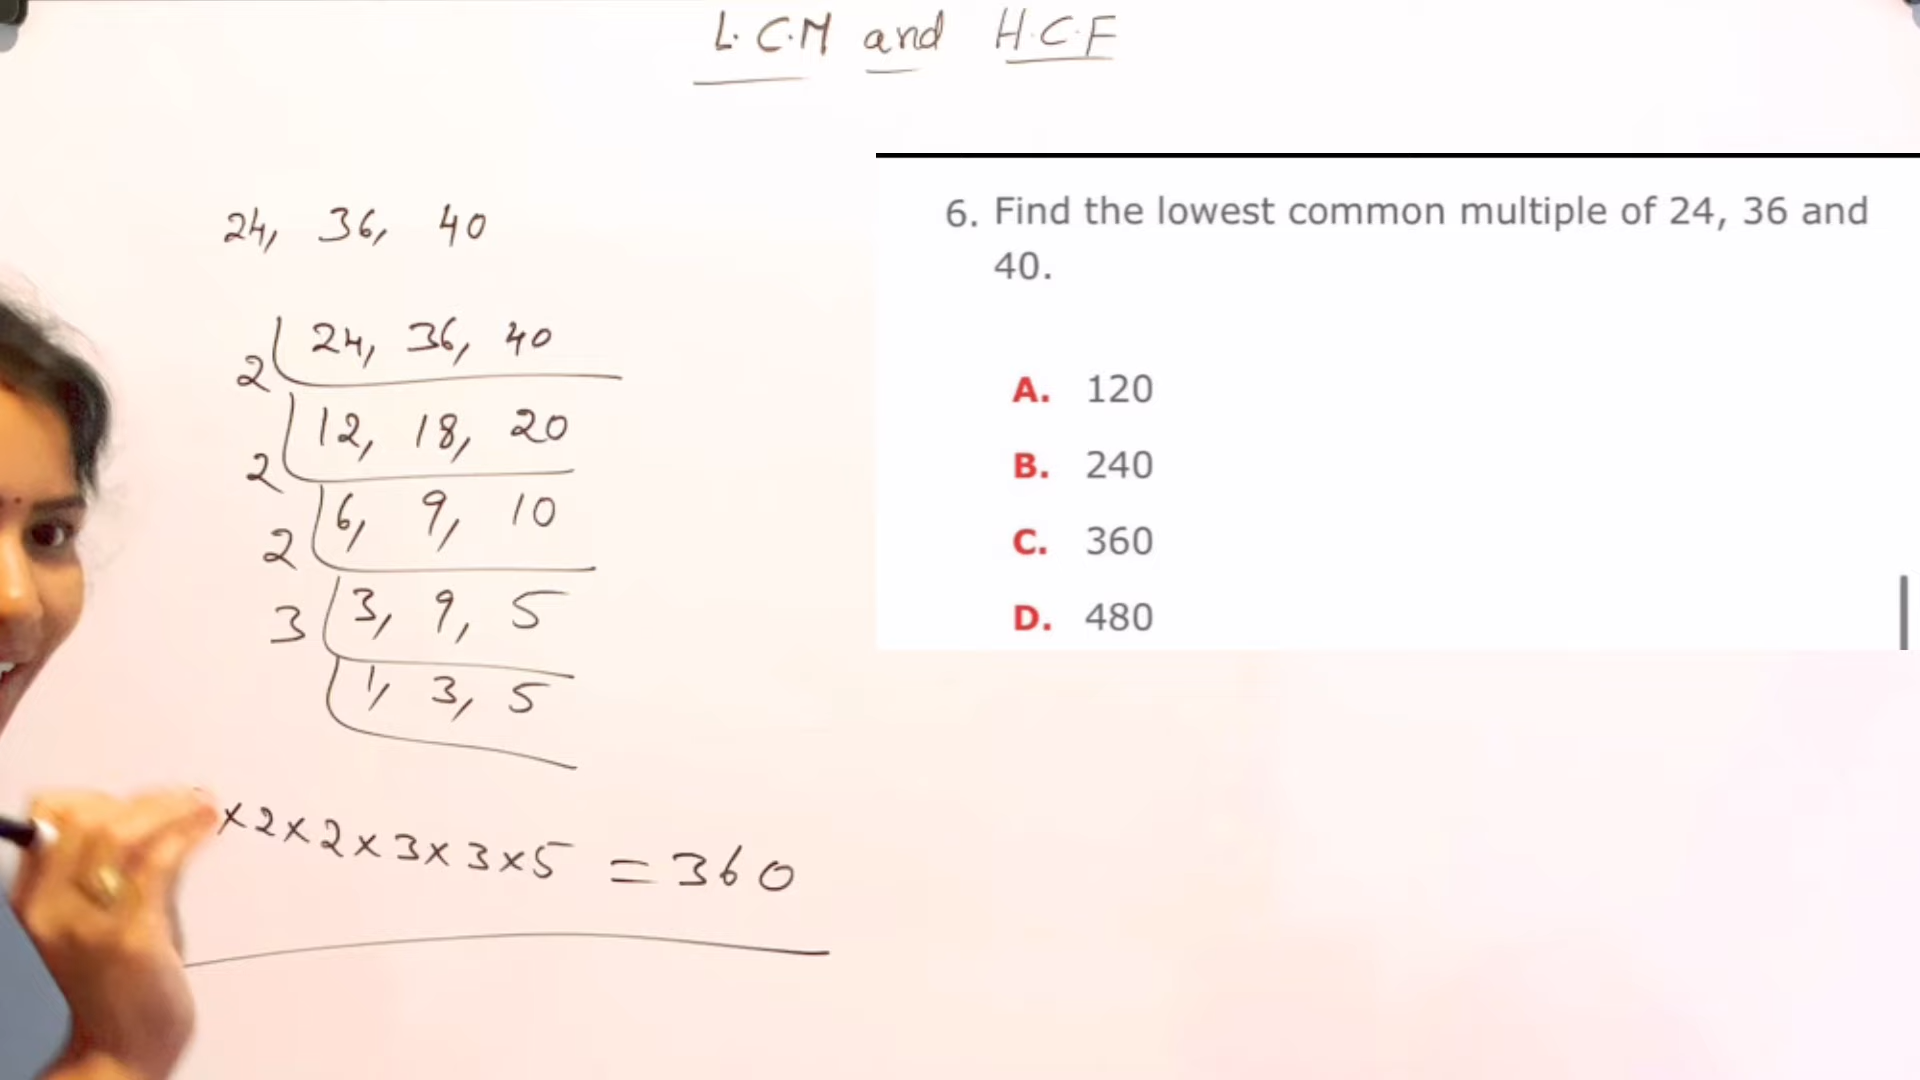 L.C.M and H.C.F
24, 36, 40
2 24, 36, 40
2 12, 18, 20
2 6, 9, 10
3 3, 9, 5
1, 3, 5
×2×2×3×3×5 = 360
6. Find the lowest common multiple of 24, 36 and
40.
A. 120
B. 240
C. 360
D. 480